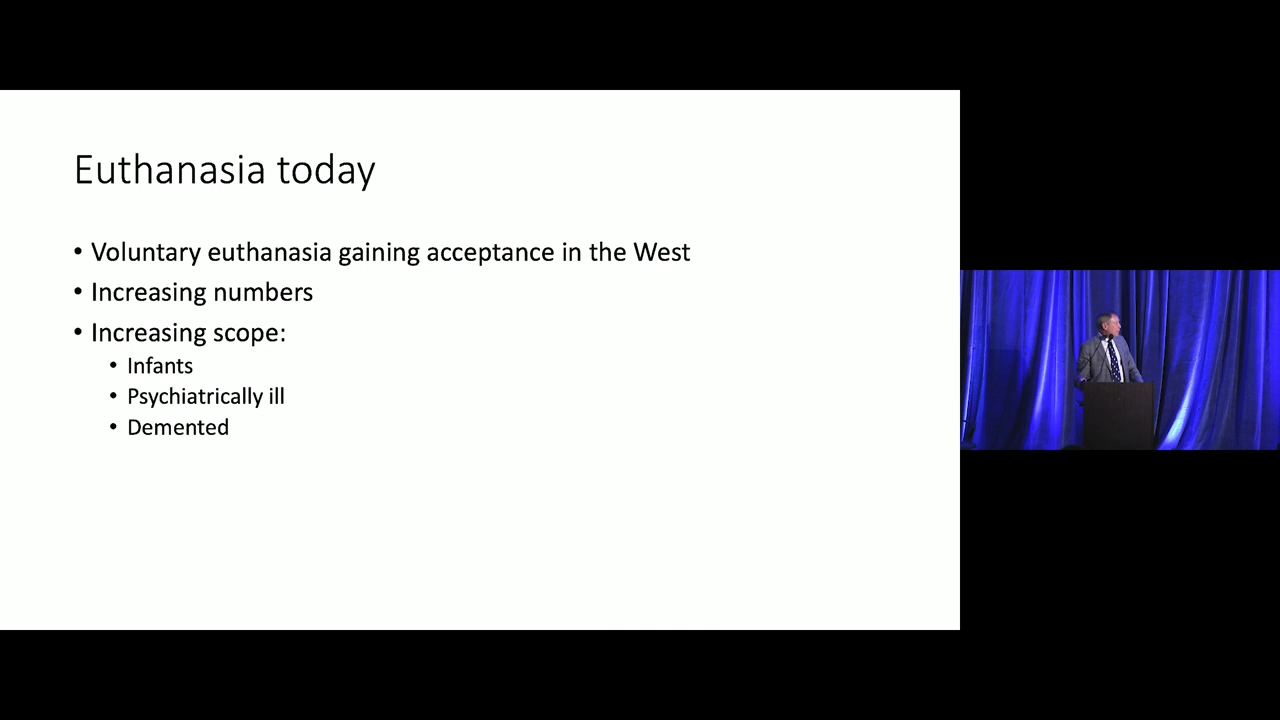 Euthanasia today
• Voluntary euthanasia gaining acceptance in the West
• Increasing numbers
• Increasing scope:
• Infants
• Psychiatrically ill
• Demented